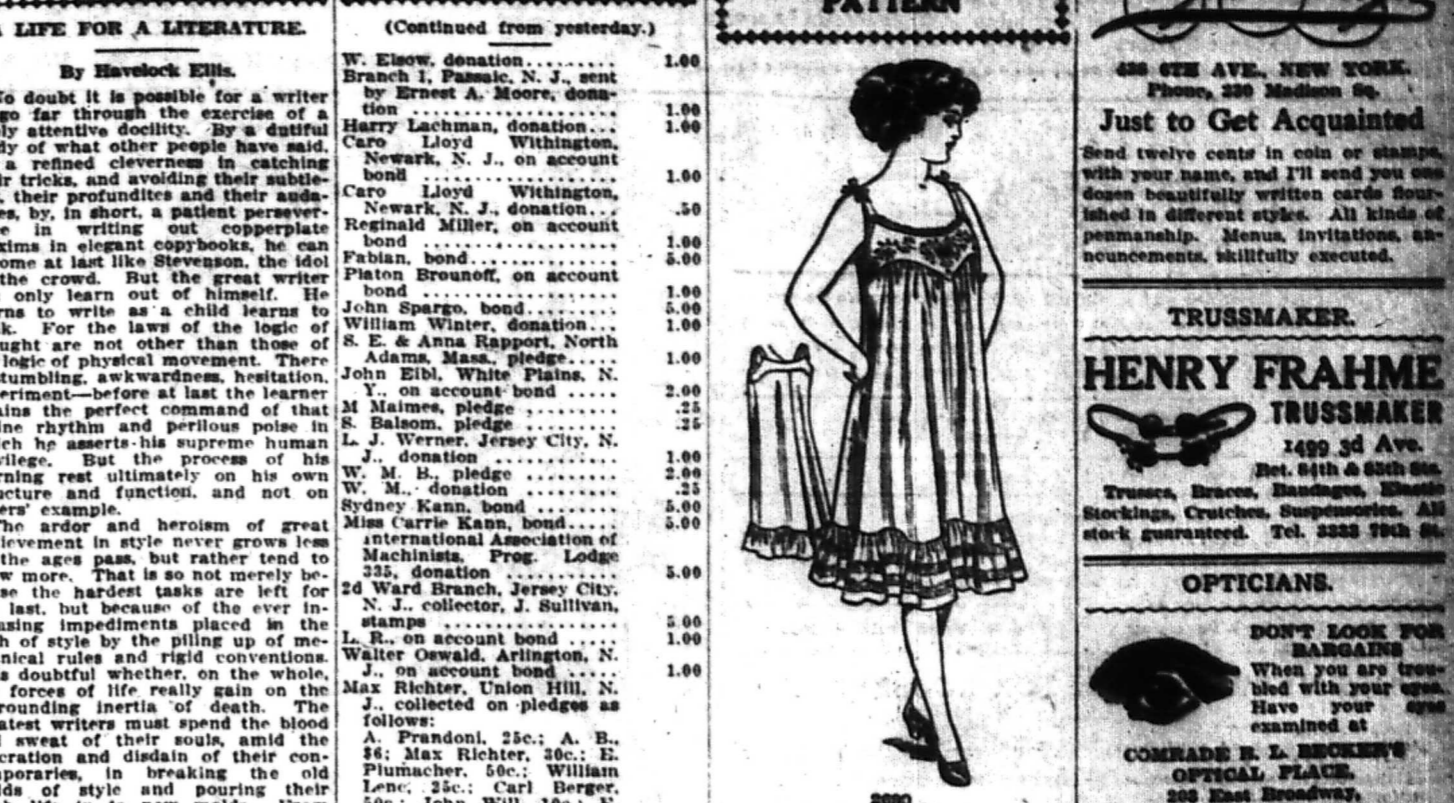 LIFE FOR A LITERATURE.
By Havelock Ellis.
o doubt it is possible for a writer
go far through the exercise of a
ly attentive docility. By a dutiful
dy of what other people have said,
a refined cleverness in catching
ir tricks, and avoiding their subtle-
their profundites and their auda-
es, by, in short, a patient persever-
e in writing out copperplate
xims in elegant copybooks, he can
ome at last like Stevenson, the idol
the crowd. But the great writer
only learn out of himself. He
rns to write as a child learns to
k. For the laws of the logic of
ught are not other than those of
logic of physical movement. There
tumbling, awkwardness, hesitation,
eriment—before at last the learner
ains the perfect command of that
ine rhythm and perilous poise in
ich he asserts his supreme human
vilege. But the process of his
rning rest ultimately on his own
ucture and function, and not on
ers' example.
he ardor and heroism of great
ievement in style never grows less
the ages pass, but rather tend to
w more. That is so not merely be-
se the hardest tasks are left for
last, but because of the ever in-
asing impediments placed in the
h of style by the piling up of me-
nical rules and rigid conventions.
s doubtful whether, on the whole,
forces of life really gain on the
rounding inertia of death. The
atest writers must spend the blood
sweat of their souls, amid the
cration and disdain of their con-
poraries, in breaking the old
lds of style and pouring their
(Continued from yesterday.)
W. Elsow, donation.......... 1.00
Branch 1, Passaic, N. J., sent
by Ernest A. Moore, dona-
tion ..................... 1.00
Harry Lachman, donation... 1.00
Caro Lloyd Withington,
Newark, N. J., on account
bond ..................... 1.00
Caro Lloyd Withington,
Newark, N. J., donation... .50
Reginald Miller, on account
bond ..................... 1.00
Fabian, bond............... 5.00
Platon Brounoff, on account
bond ..................... 1.00
John Spargo, bond.......... 5.00
William Winter, donation... 1.00
S. E. & Anna Rapport, North
Adams, Mass., pledge..... 1.00
John Eibl, White Plains, N.
Y., on account bond ..... 2.00
M Maimes, pledge .......... .25
S. Balsom, pledge .......... .25
L. J. Werner, Jersey City, N.
J., donation .............. 1.00
W. M. B., pledge .......... 2.00
W. M., donation .......... .25
Sydney Kann, bond ......... 5.00
Miss Carrie Kann, bond..... 5.00
International Association of
Machinists, Prog. Lodge
335, donation ............ 5.00
2d Ward Branch, Jersey City,
N. J., collector, J. Sullivan,
stamps ................... 5.00
L. R., on account bond ..... 1.00
Walter Oswald, Arlington, N.
J., on account bond ...... 1.00
Max Richter, Union Hill, N.
J., collected on pledges as
follows:
A. Prandoni, 25c.; A. B.,
$6; Max Richter, 30c.; E.
Plumacher, 50c.; William
Lenc, 25c.; Carl Berger,
PATTERN
2690
6TH AVE., NEW YORK.
Phone, 230 Madison Sq.
Just to Get Acquainted
Send twelve cents in coin or stamps,
with your name, and I'll send you one
dozen beautifully written cards flour-
ished in different styles. All kinds of
penmanship. Menus, invitations, an-
nouncements, skillfully executed.
TRUSSMAKER.
HENRY FRAHME
TRUSSMAKER
1499 3d Ave.
Bet. 84th & 85th Sts.
Trusses, Braces, Bandages, Elastic
Stockings, Crutches, Suspensories. All
stock guaranteed. Tel. 3333 79th St.
OPTICIANS.
DON'T LOOK FOR
BARGAINS
When you are trou-
bled with your eyes.
Have your eyes
examined at
COMRADE B. L. BECKER'S
OPTICAL PLACE,
203 East Broadway,